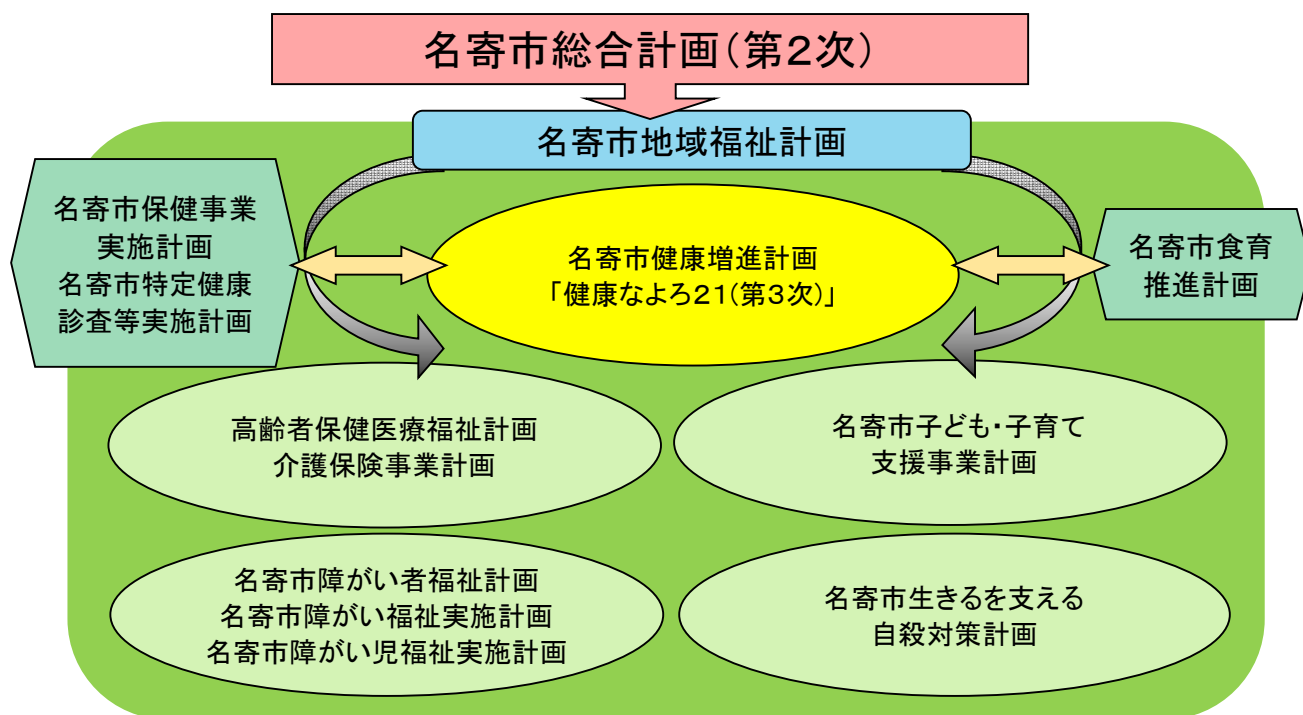 名寄市総合計画(第2次)
名寄市地域福祉計画
名寄市保健事業
実施計画
名寄市特定健康
診査等実施計画
名寄市健康増進計画
「健康なよろ21(第3次)」
名寄市食育
推進計画
高齢者保健医療福祉計画
介護保険事業計画
名寄市子ども・子育て
支援事業計画
名寄市障がい者福祉計画
名寄市障がい福祉実施計画
名寄市障がい児福祉実施計画
名寄市生きるを支える
自殺対策計画